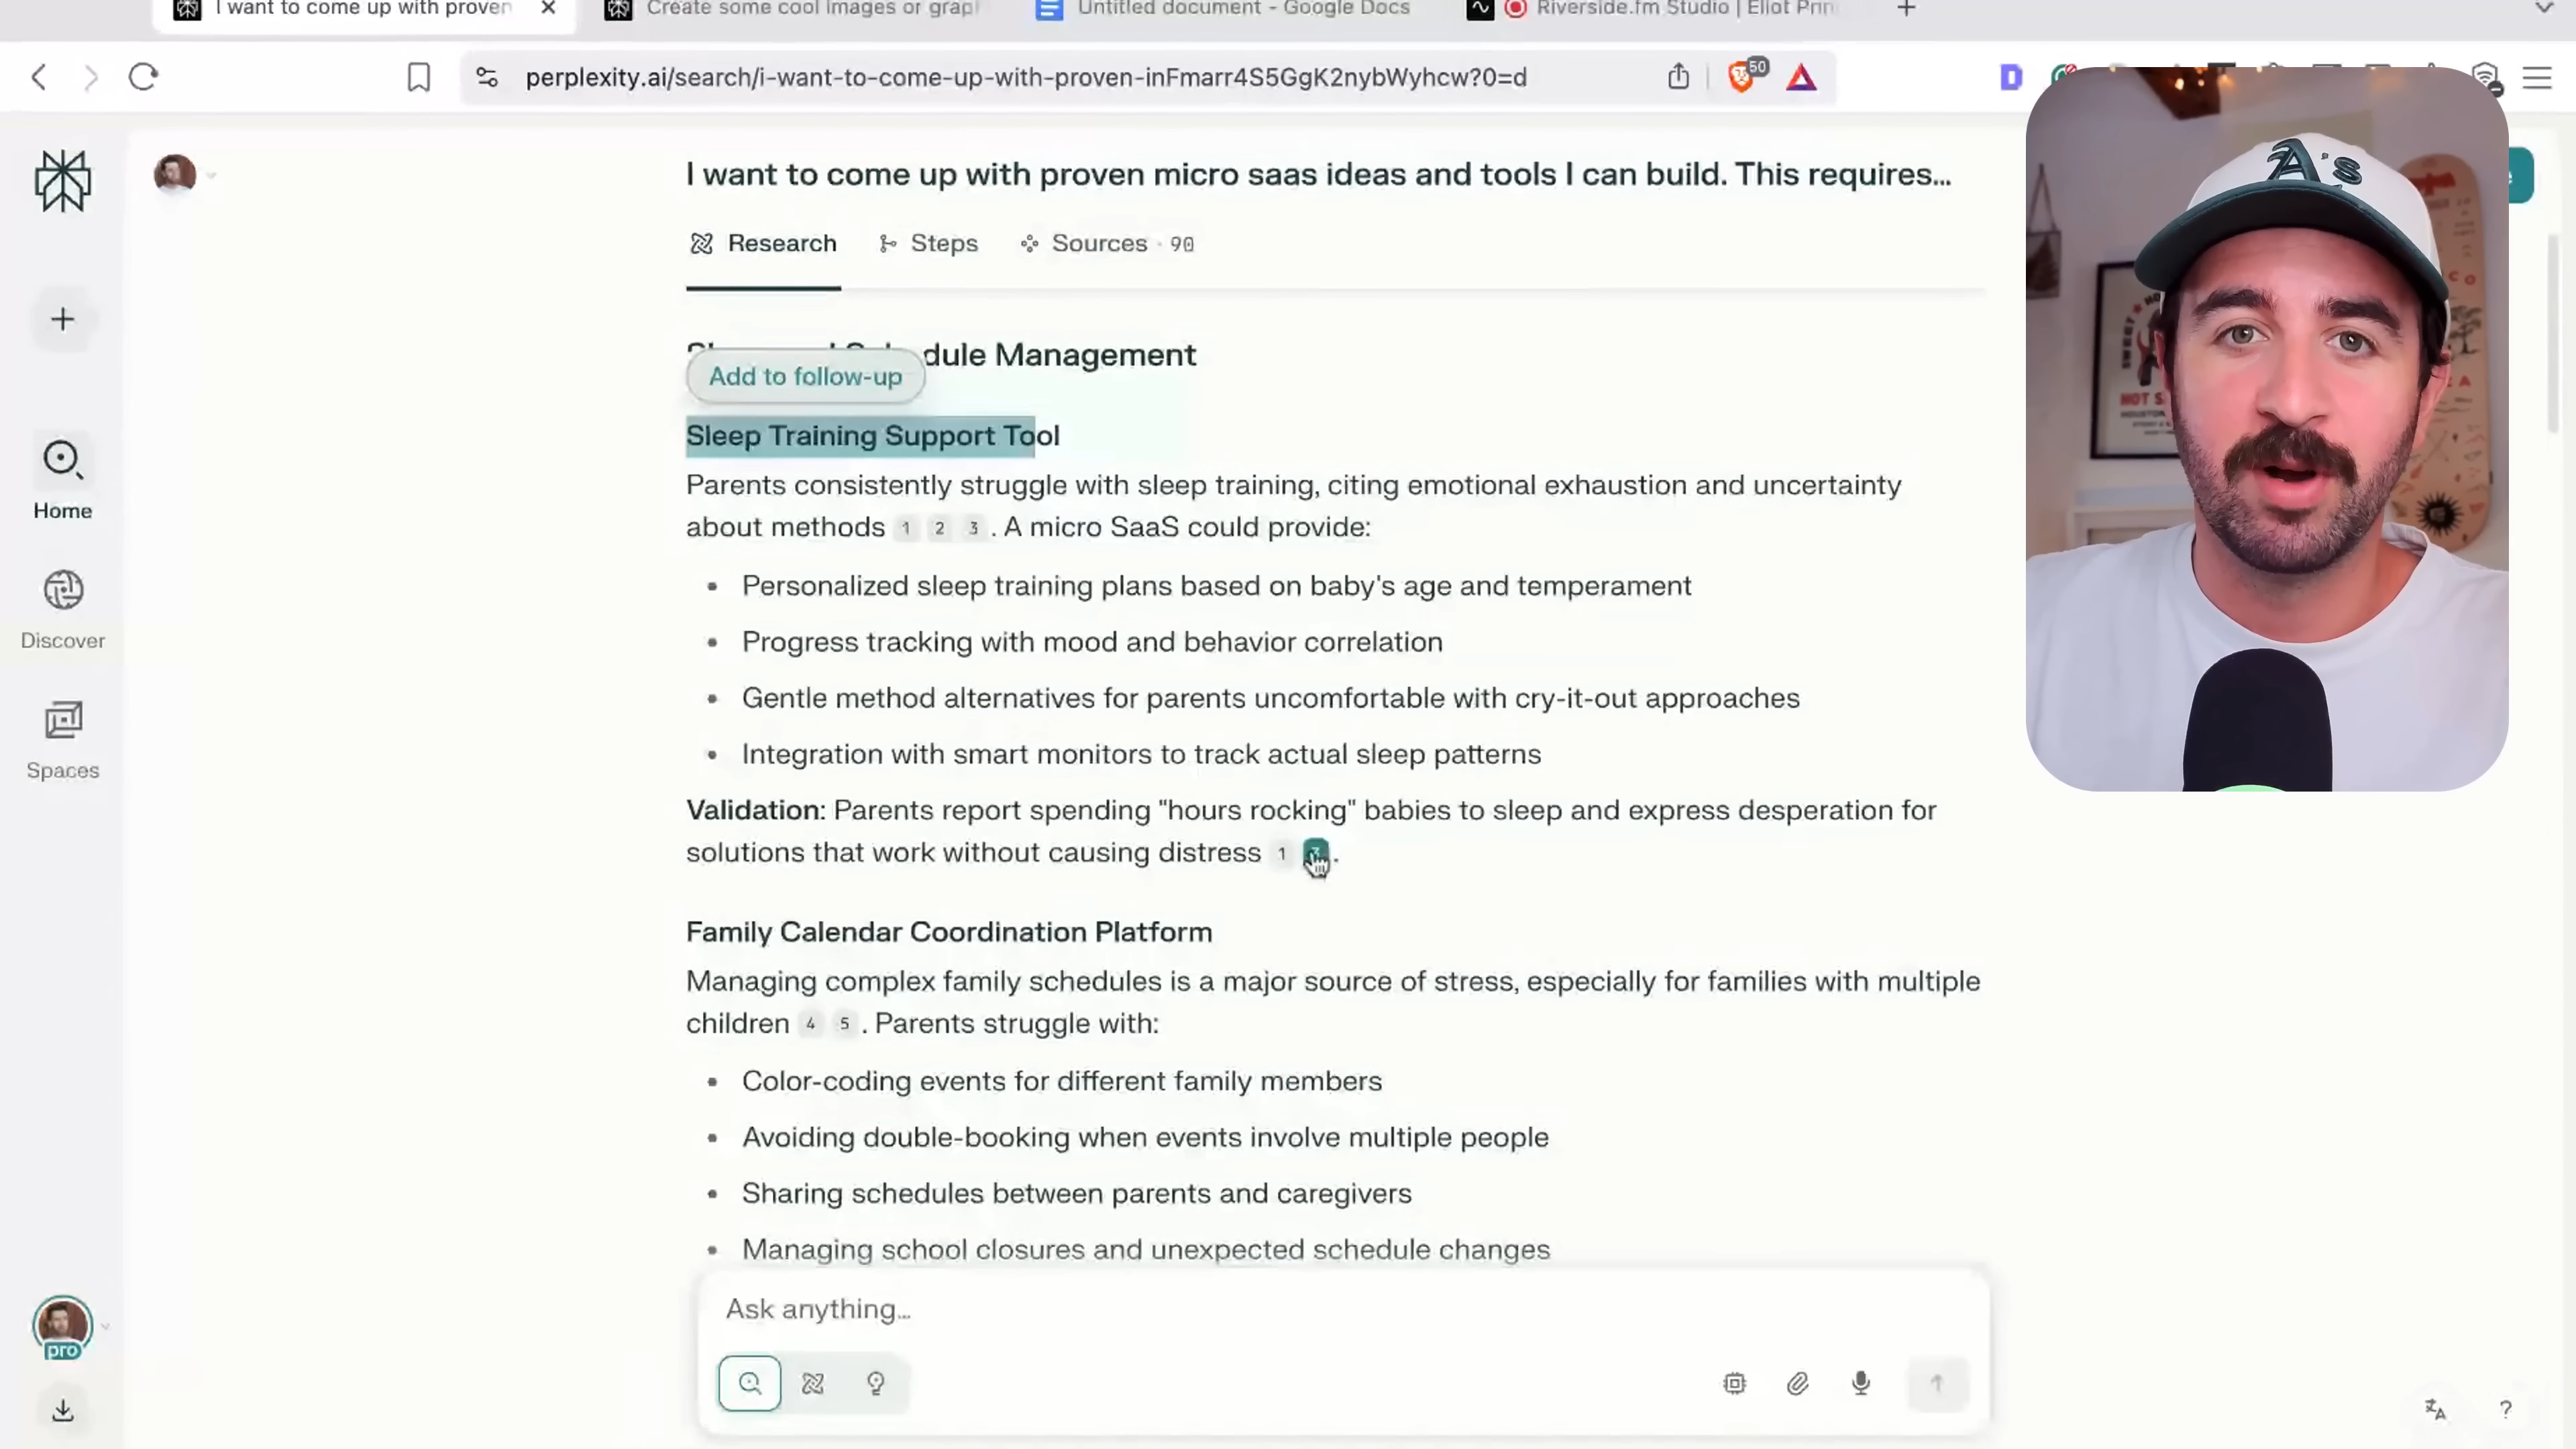 I want to come up with proven
Create some cool images or grap
Untitled document - Google Docs
Riverside.fm Studio | Eliot Prin
perplexity.ai/search/i-want-to-come-up-with-proven-inFmarr4S5GgK2nybWyhcw?0=d
50
I want to come up with proven micro saas ideas and tools I can build. This requires...
Research
Steps
Sources · 90
dule Management
Add to follow-up
Sleep Training Support Tool
Parents consistently struggle with sleep training, citing emotional exhaustion and uncertainty
about methods 1 2 3 . A micro SaaS could provide:
• Personalized sleep training plans based on baby's age and temperament
• Progress tracking with mood and behavior correlation
• Gentle method alternatives for parents uncomfortable with cry-it-out approaches
• Integration with smart monitors to track actual sleep patterns
Validation: Parents report spending "hours rocking" babies to sleep and express desperation for
solutions that work without causing distress 1 3 .
Family Calendar Coordination Platform
Managing complex family schedules is a major source of stress, especially for families with multiple
children 4 5 . Parents struggle with:
• Color-coding events for different family members
• Avoiding double-booking when events involve multiple people
• Sharing schedules between parents and caregivers
• Managing school closures and unexpected schedule changes
Ask anything...
Home
Discover
Spaces
pro
?
A's
SWEET
HOT S